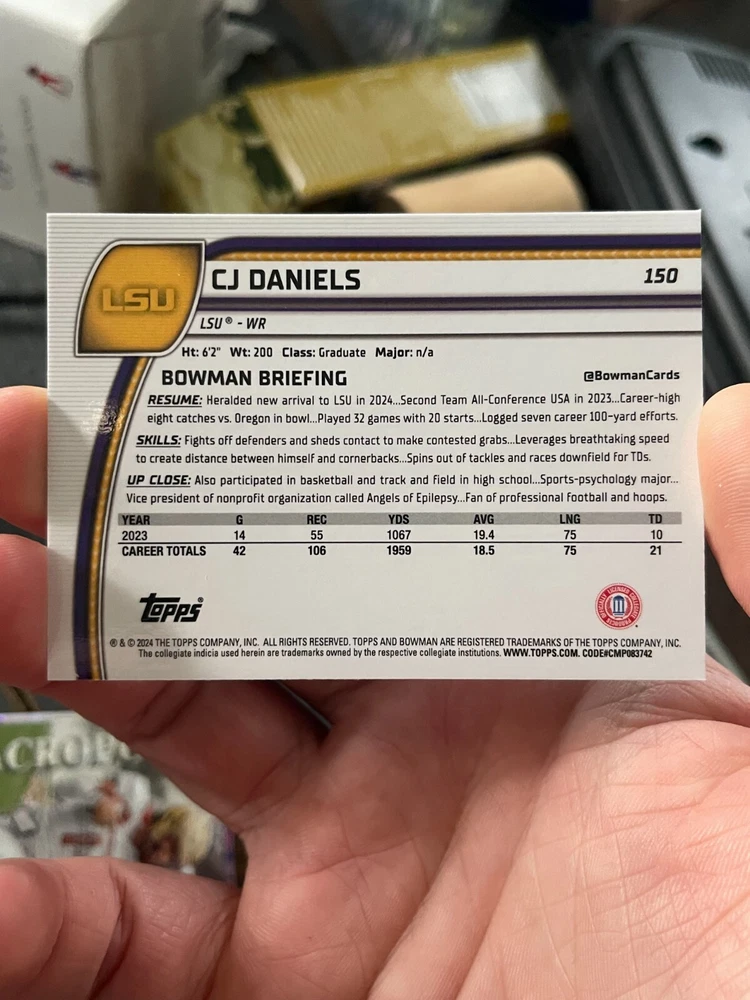 LSU
CJ DANIELS
150
LSU® - WR
Ht: 6'2" Wt: 200 Class: Graduate Major: n/a
BOWMAN BRIEFING
@BowmanCards
RESUME: Heralded new arrival to LSU in 2024...Second Team All-Conference USA in 2023...Career-high
eight catches vs. Oregon in bowl...Played 32 games with 20 starts...Logged seven career 100-yard efforts.
SKILLS: Fights off defenders and sheds contact to make contested grabs...Leverages breathtaking speed
to create distance between himself and cornerbacks...Spins out of tackles and races downfield for TDs.
UP CLOSE: Also participated in basketball and track and field in high school...Sports-psychology major...
Vice president of nonprofit organization called Angels of Epilepsy...Fan of professional football and hoops.
YEAR G REC YDS AVG LNG TD
2023 14 55 1067 19.4 75 10
CAREER TOTALS 42 106 1959 18.5 75 21
topps®
OFFICIALLY LICENSED COLLEGIATE PRODUCTS
® & © 2024 THE TOPPS COMPANY, INC. ALL RIGHTS RESERVED. TOPPS AND BOWMAN ARE REGISTERED TRADEMARKS OF THE TOPPS COMPANY, INC.
The collegiate indicia used herein are trademarks owned by the respective collegiate institutions. WWW.TOPPS.COM. CODE#CMP083742